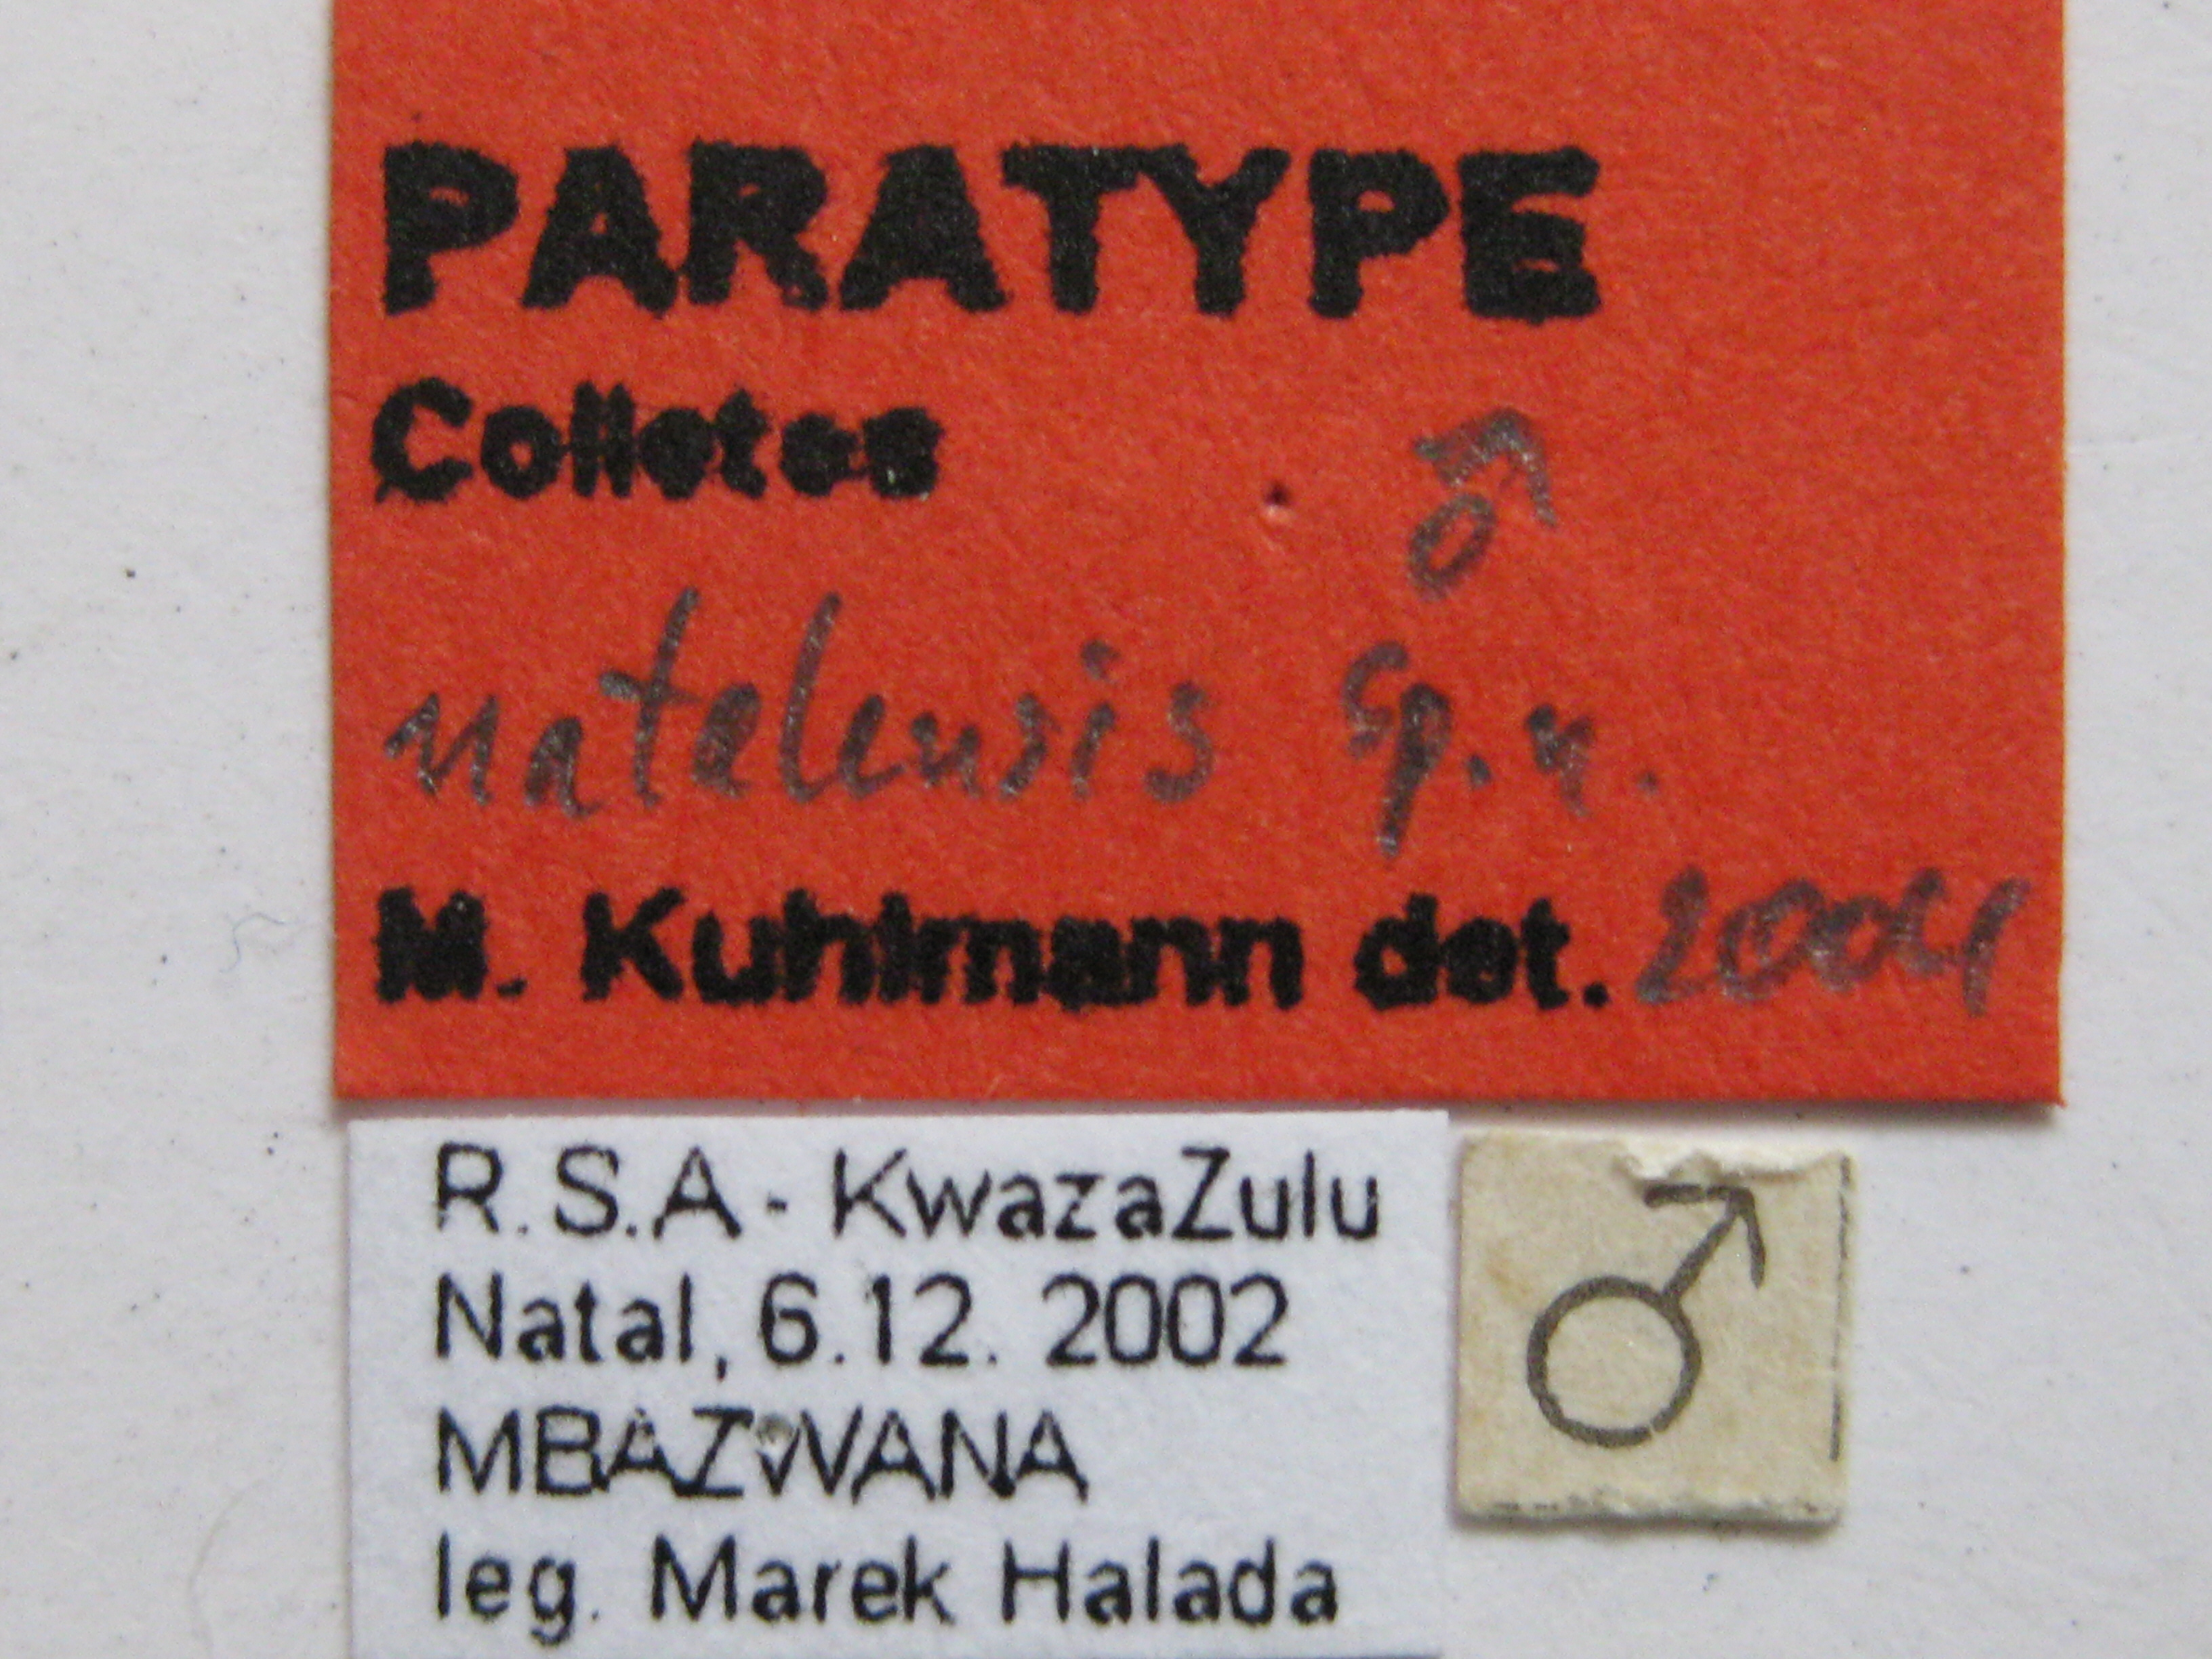 PARATYPE
Colletes ♂
natalensis sp. n.
M. Kuhlmann det. 2004
R.S.A - KwazaZulu
Natal, 6.12. 2002
MBAZWANA
leg. Marek Halada
♂